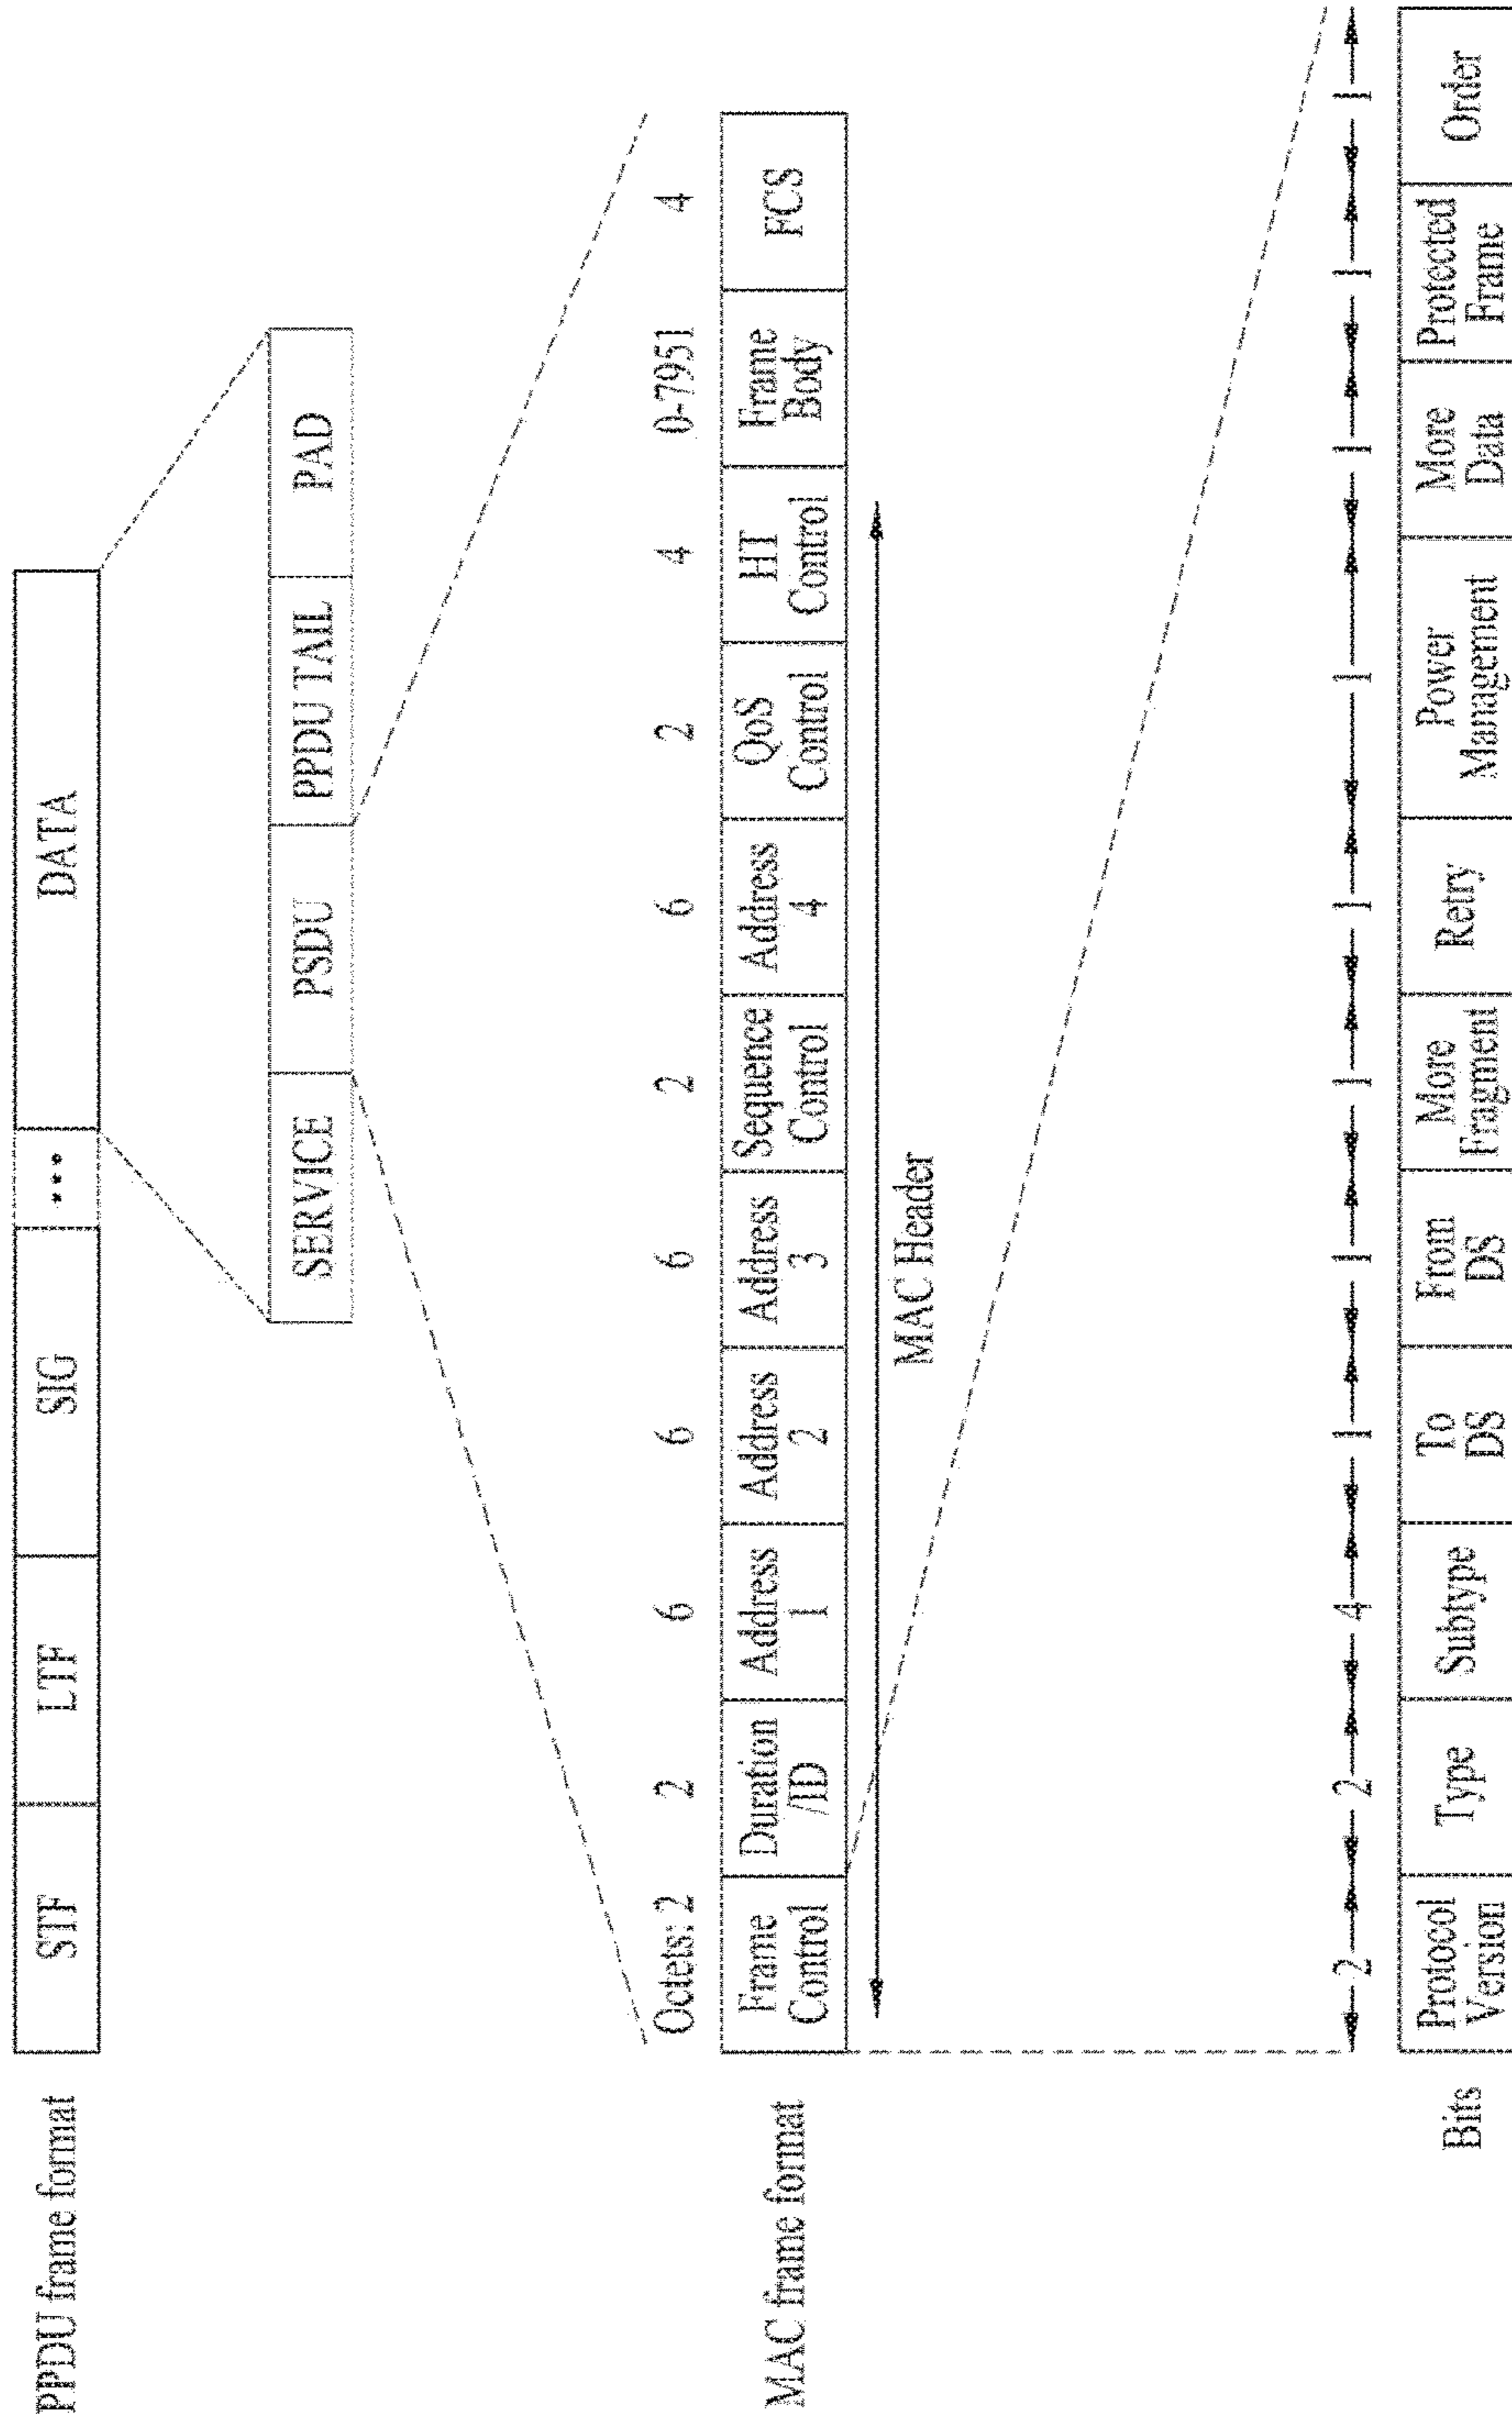 PPDU frame format
STF LTF SIG ... DATA
SERVICE PSDU PPDU TAIL PAD
MAC frame format
Octets: 2 2 6 6 6 2 6 2 4 0-7951 4
Frame Control
Duration /ID
Address 1
Address 2
Address 3
Sequence Control
Address 4
QoS Control
HT Control
Frame Body
FCS
MAC Header
2 2 4 1 1 1 1 1 1 1 1
Bits
Protocol Version
Type
Subtype
To DS
From DS
More Fragment
Retry
Power Management
More Data
Protected Frame
Order